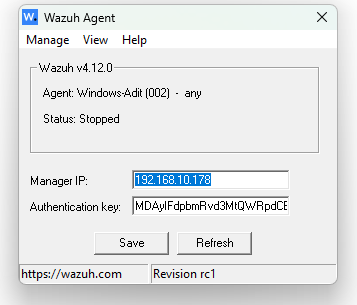 W. Wazuh Agent
Manage View Help
Wazuh v4.12.0
Agent: Windows-Adit (002) - any
Status: Stopped
Manager IP: 192.168.10.178
Authentication key: MDAyIFdpbmRvd3MtQWRpdCE
Save Refresh
https://wazuh.com Revision rc1